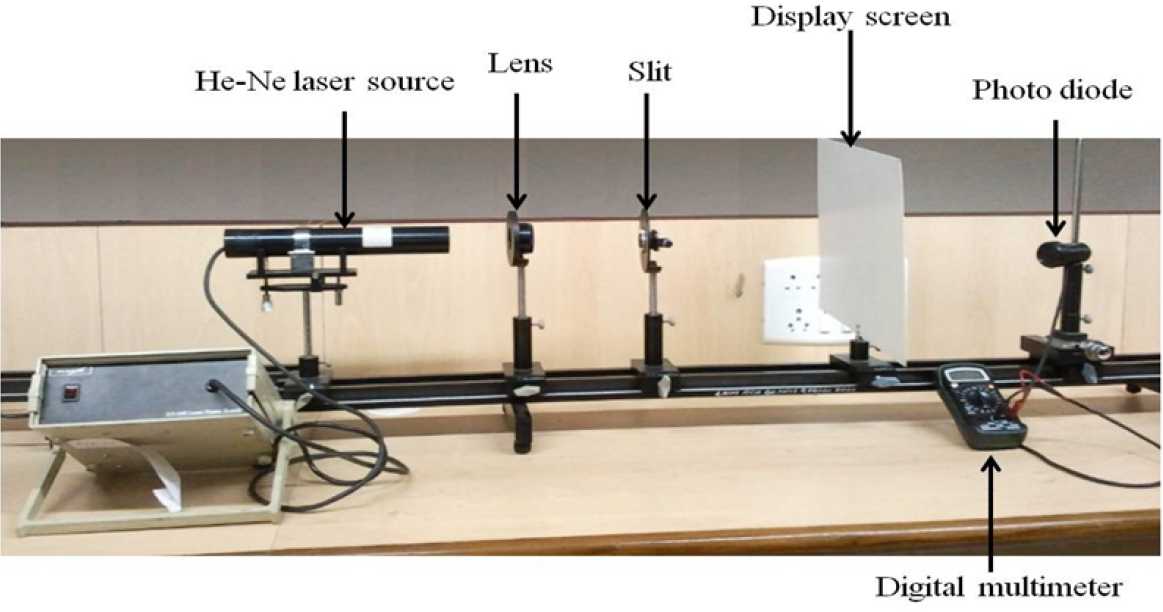 Display screen
Lens
Slit
He-Ne laser source
Photo diode
Digital multimeter